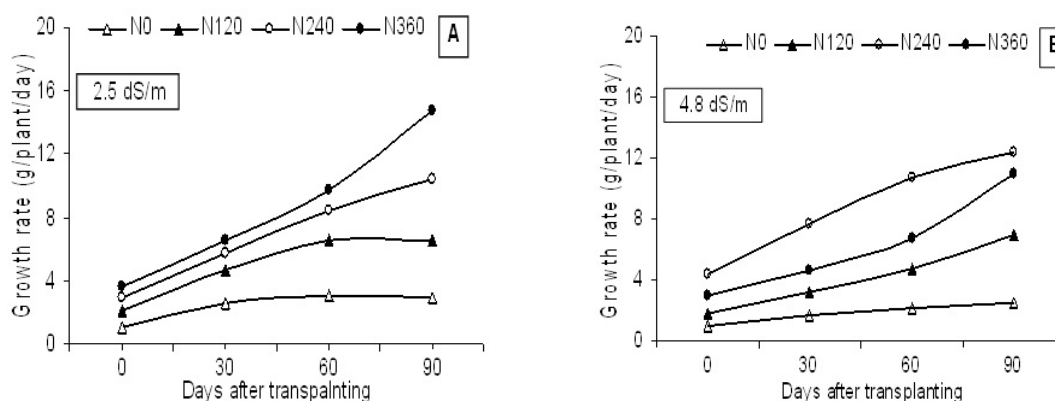 N0 N120 N240 N360
A
2.5 dS/m
Growth rate (g/plant/day)
20
16
12
8
4
0
0 30 60 90
Days after transpalnting
N0 N120 N240 N360
4.8 dS/m
Growth rate (g/plant/day)
20
16
12
8
4
0
0 30 60 90
Days after transplanting